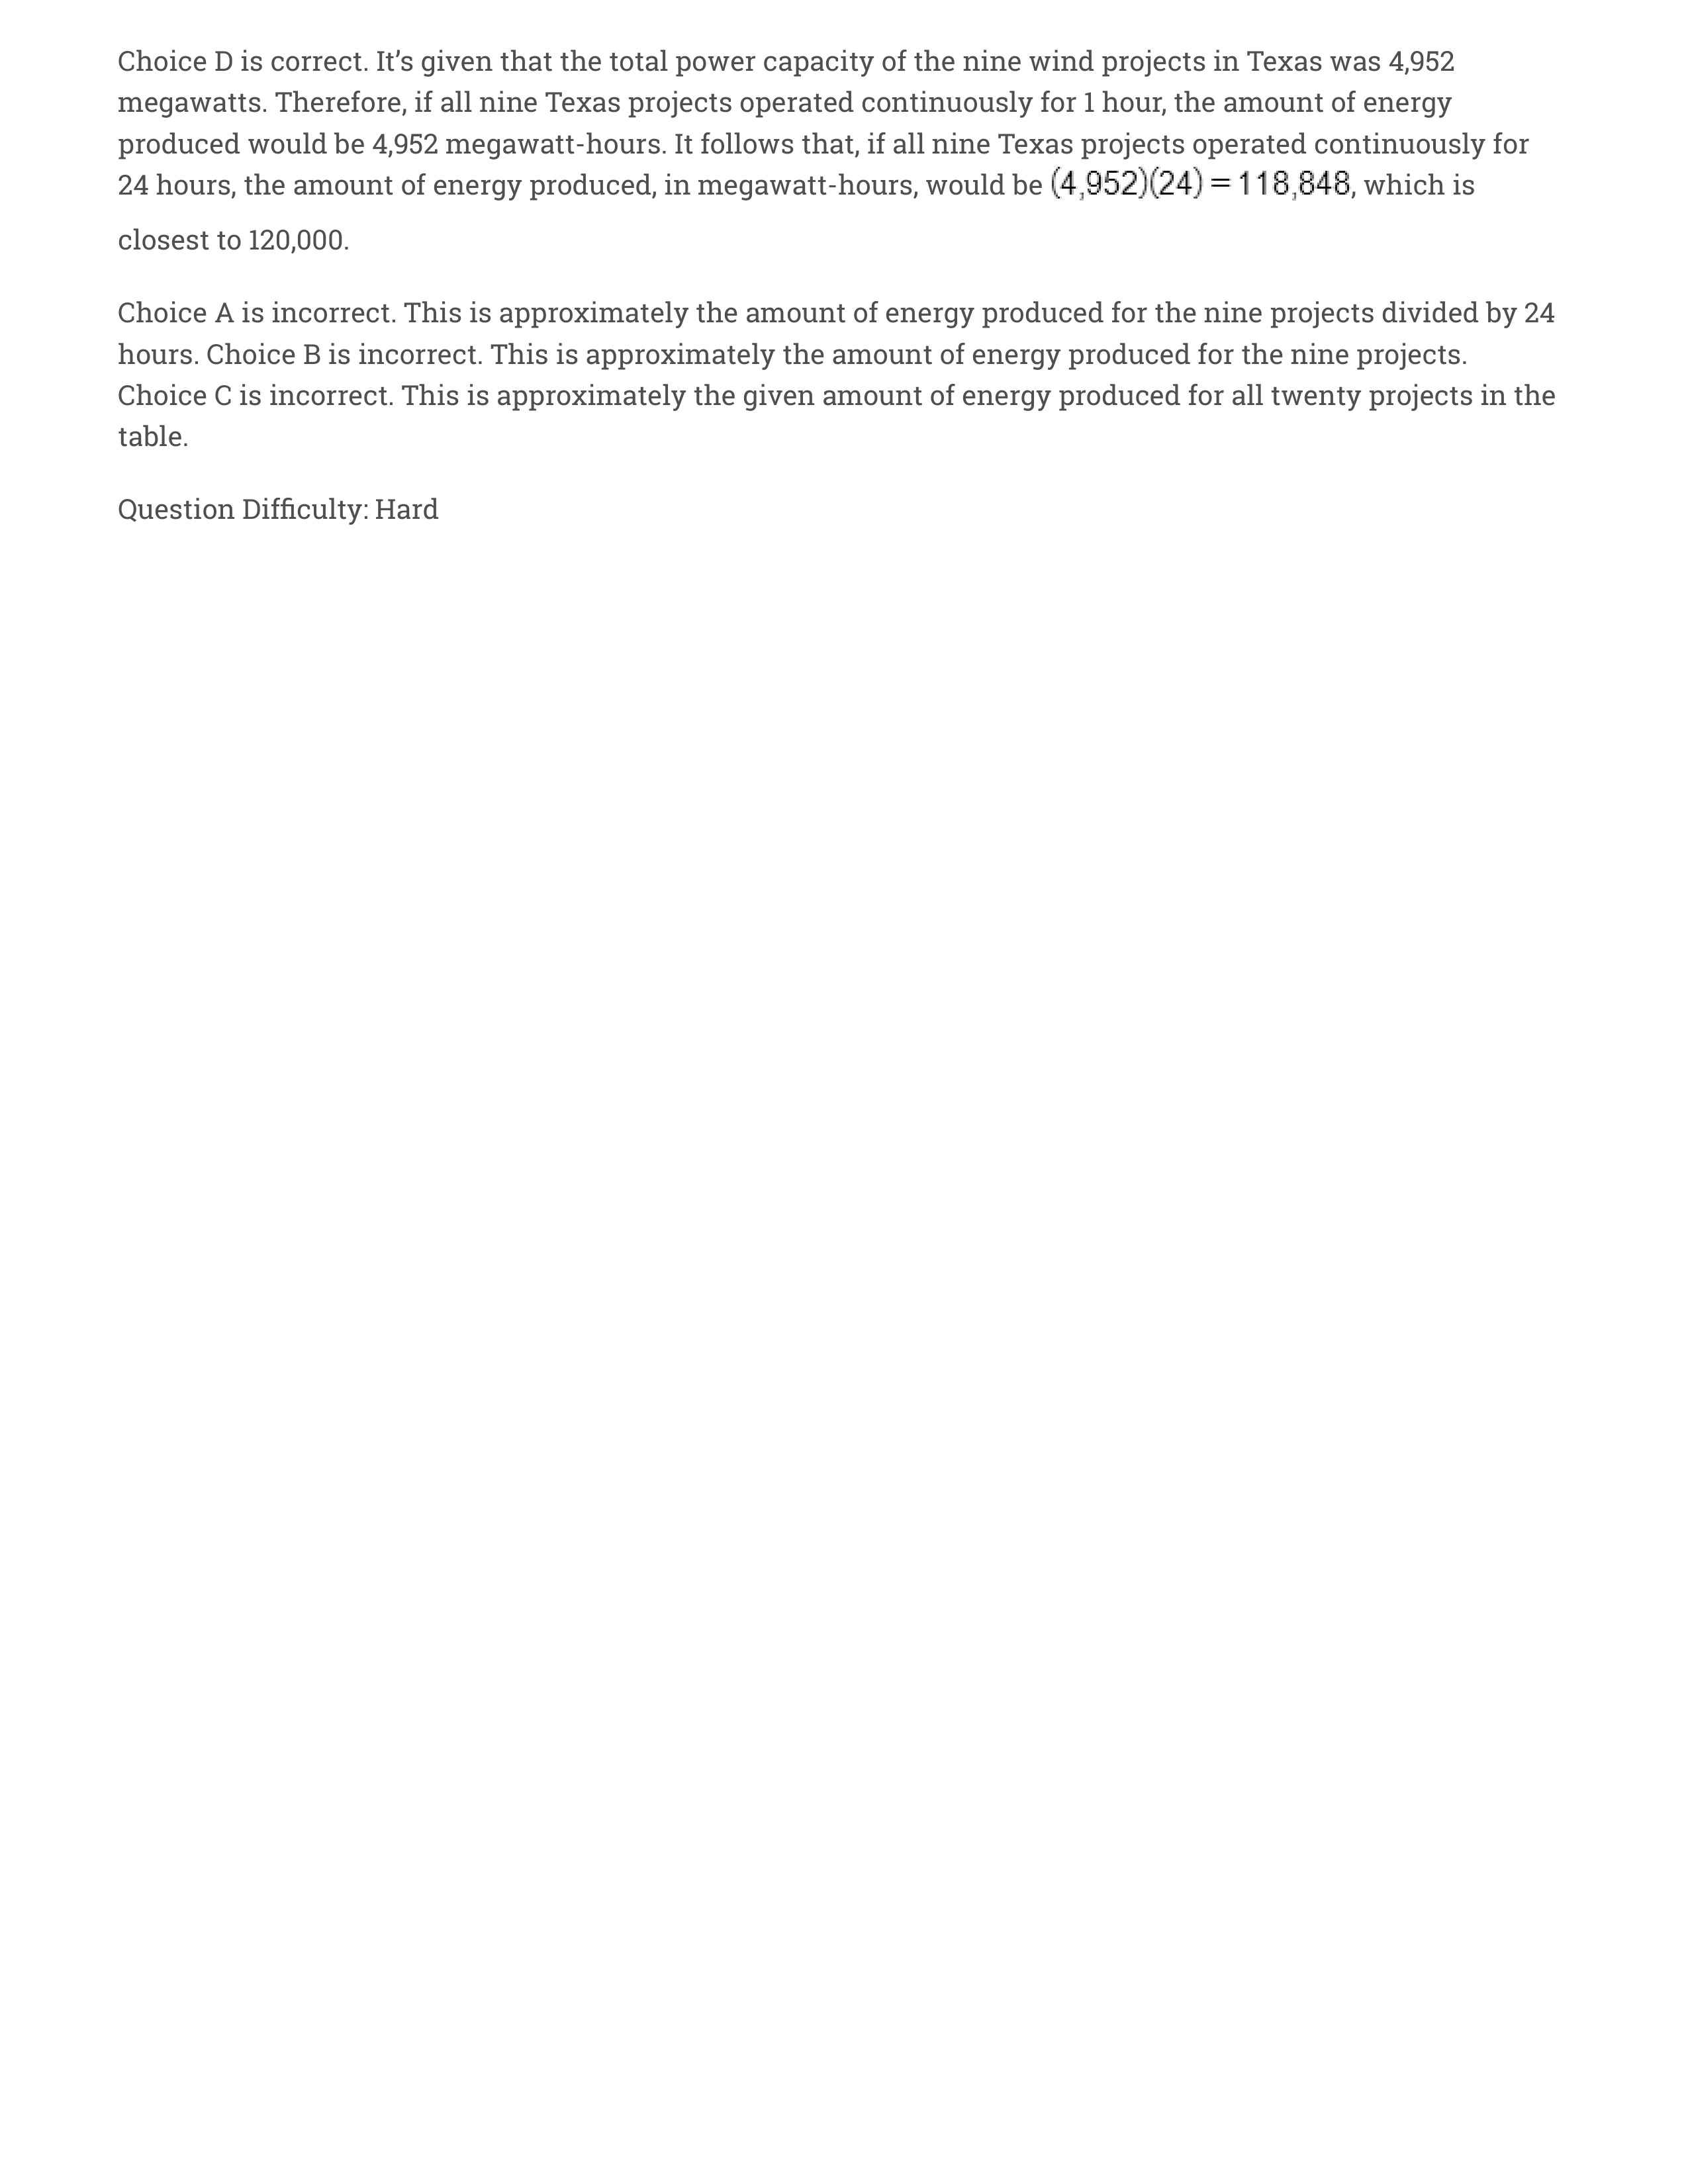 Choice D is correct. It’s given that the total power capacity of the nine wind projects in Texas was 4,952
megawatts. Therefore, if all nine Texas projects operated continuously for 1 hour, the amount of energy
produced would be 4,952 megawatt-hours. It follows that, if all nine Texas projects operated continuously for
24 hours, the amount of energy produced, in megawatt-hours, would be (4,952)(24) = 118,848, which is
closest to 120,000.
Choice A is incorrect. This is approximately the amount of energy produced for the nine projects divided by 24
hours. Choice B is incorrect. This is approximately the amount of energy produced for the nine projects.
Choice C is incorrect. This is approximately the given amount of energy produced for all twenty projects in the
table.
Question Difficulty: Hard